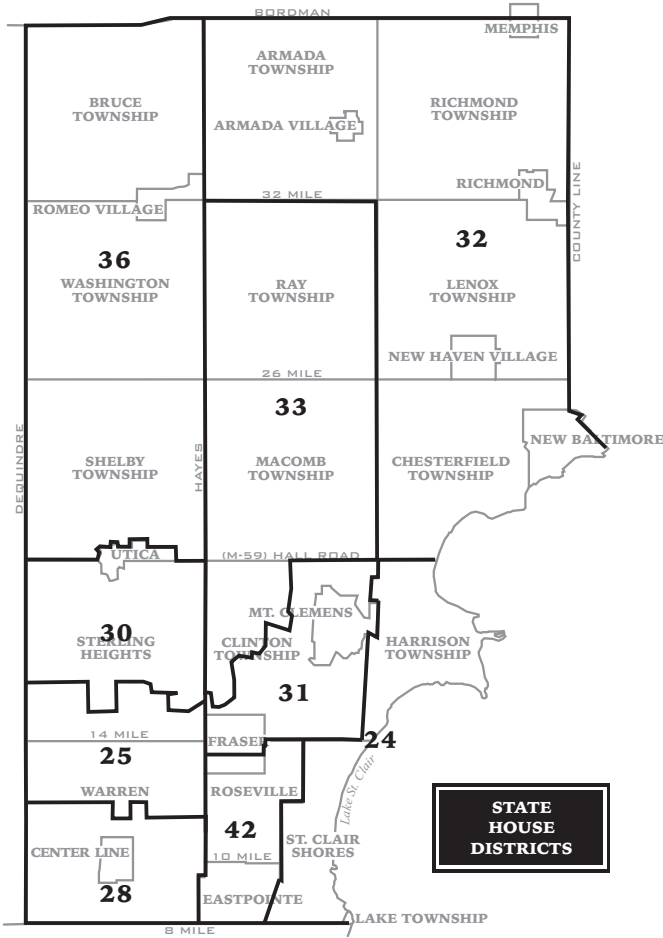 BORDMAN
MEMPHIS
ARMADA
TOWNSHIP
BRUCE
TOWNSHIP
RICHMOND
TOWNSHIP
ARMADA VILLAGE
RICHMOND
COUNTY LINE
32 MILE
ROMEO VILLAGE
32
36
WASHINGTON
TOWNSHIP
RAY
TOWNSHIP
LENOX
TOWNSHIP
NEW HAVEN VILLAGE
26 MILE
33
NEW BALTIMORE
DEQUINDRE
SHELBY
TOWNSHIP
HAYES
MACOMB
TOWNSHIP
CHESTERFIELD
TOWNSHIP
UTICA
(M-59) HALL ROAD
MT. CLEMENS
30
STERLING
HEIGHTS
CLINTON
TOWNSHIP
HARRISON
TOWNSHIP
31
14 MILE
FRASER
24
25
WARREN
ROSEVILLE
Lake St. Clair
STATE
HOUSE
DISTRICTS
42
ST. CLAIR
SHORES
CENTER LINE
10 MILE
28
EASTPOINTE
LAKE TOWNSHIP
8 MILE